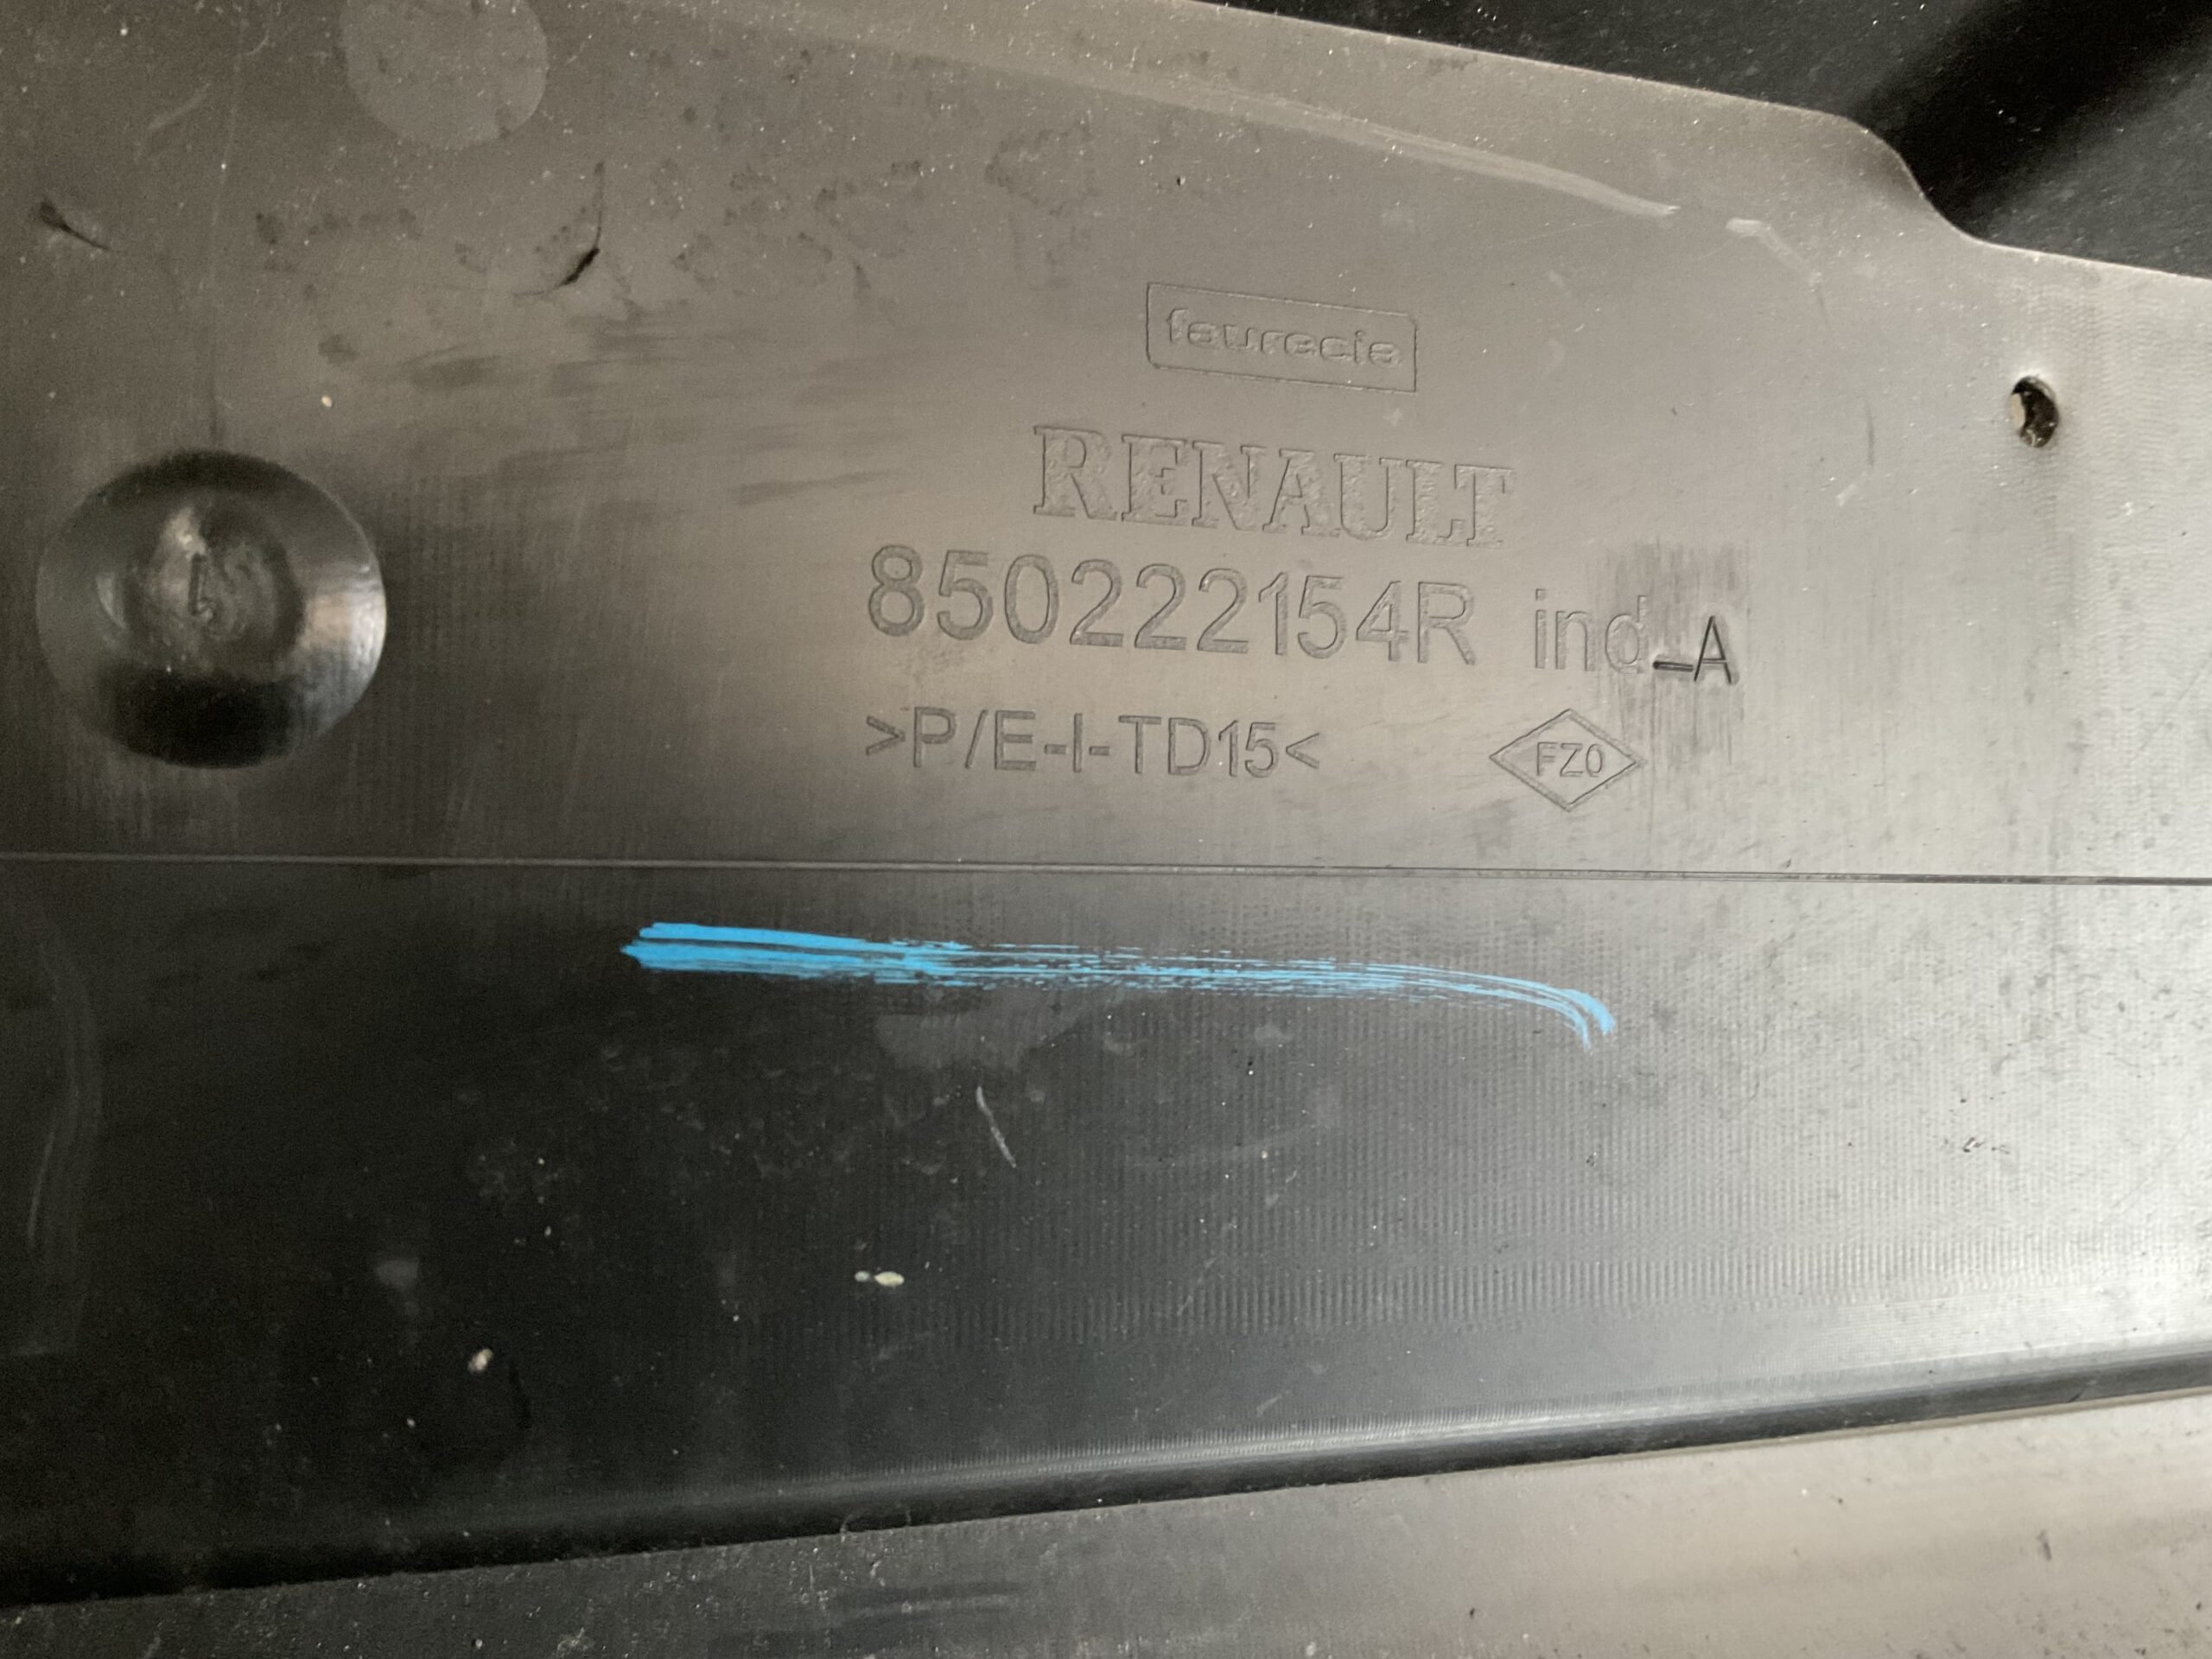 faurecia
RENAULT
850222154R ind_A
>P/E-I-TD15<
FZ0